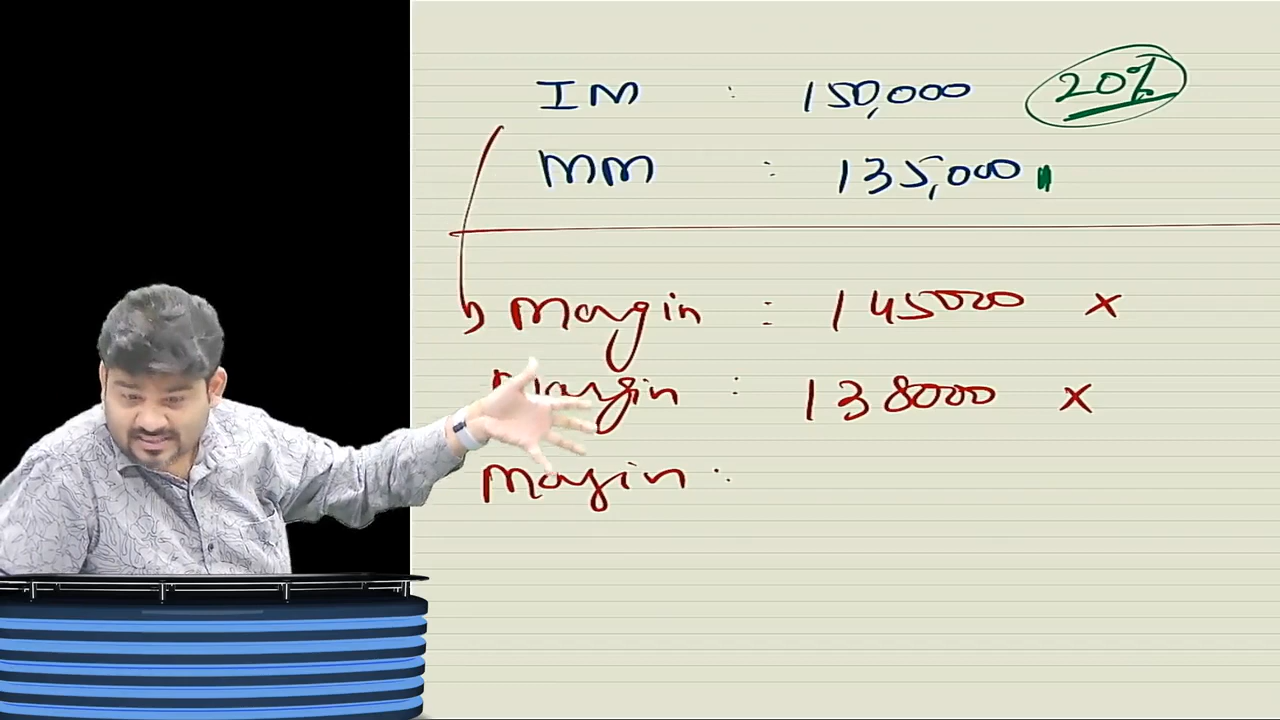 IM : 150,000 20%
MM : 135,000
Margin : 145000 ×
Margin : 138000 ×
Margin :